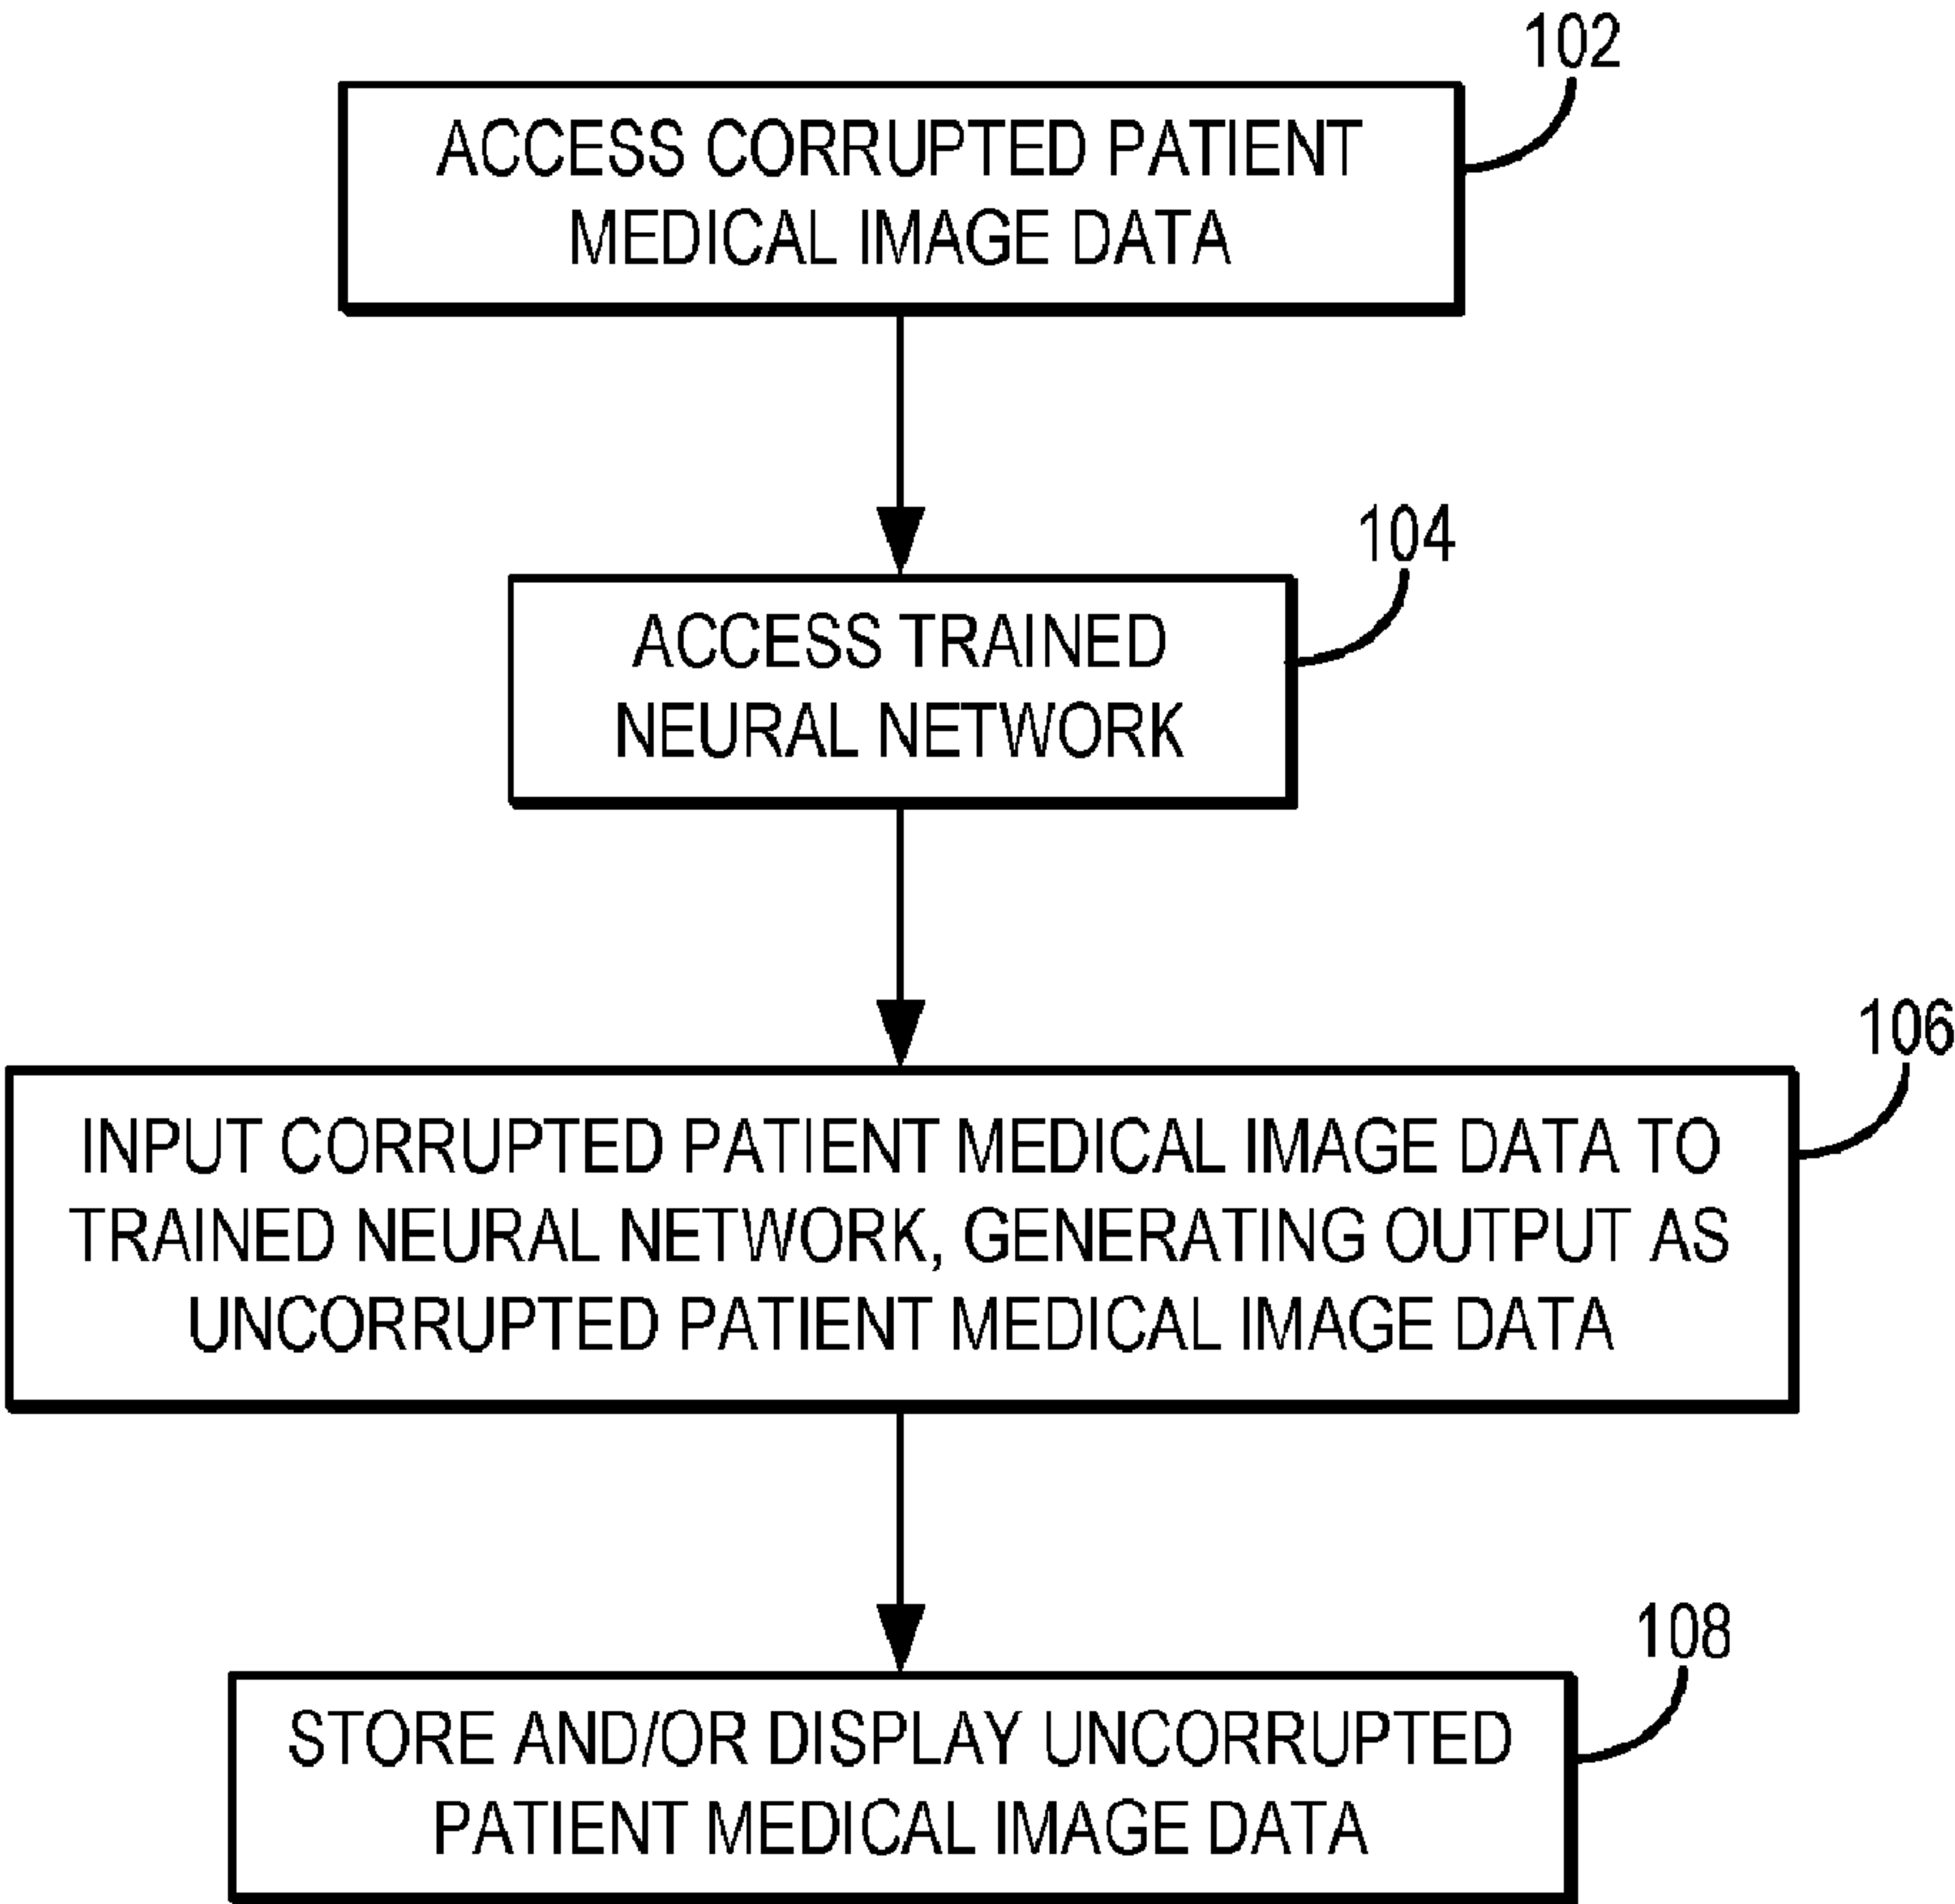 102
ACCESS CORRUPTED PATIENT
MEDICAL IMAGE DATA
104
ACCESS TRAINED
NEURAL NETWORK
106
INPUT CORRUPTED PATIENT MEDICAL IMAGE DATA TO
TRAINED NEURAL NETWORK, GENERATING OUTPUT AS
UNCORRUPTED PATIENT MEDICAL IMAGE DATA
108
STORE AND/OR DISPLAY UNCORRUPTED
PATIENT MEDICAL IMAGE DATA